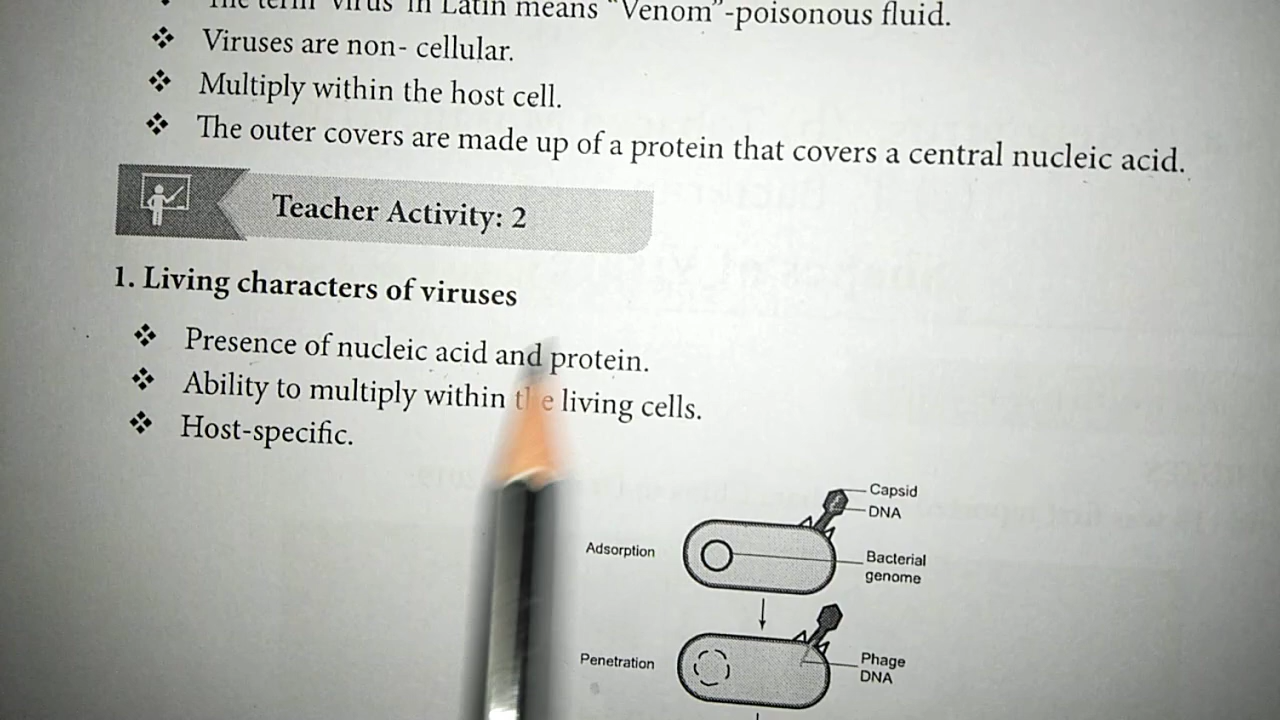 The term "virus" in Latin means "Venom"-poisonous fluid.
Viruses are non- cellular.
Multiply within the host cell.
The outer covers are made up of a protein that covers a central nucleic acid.
Teacher Activity: 2
1. Living characters of viruses
Presence of nucleic acid and protein.
Ability to multiply within the living cells.
Host-specific.
Capsid
DNA
Adsorption
Bacterial
genome
Penetration
Phage
DNA